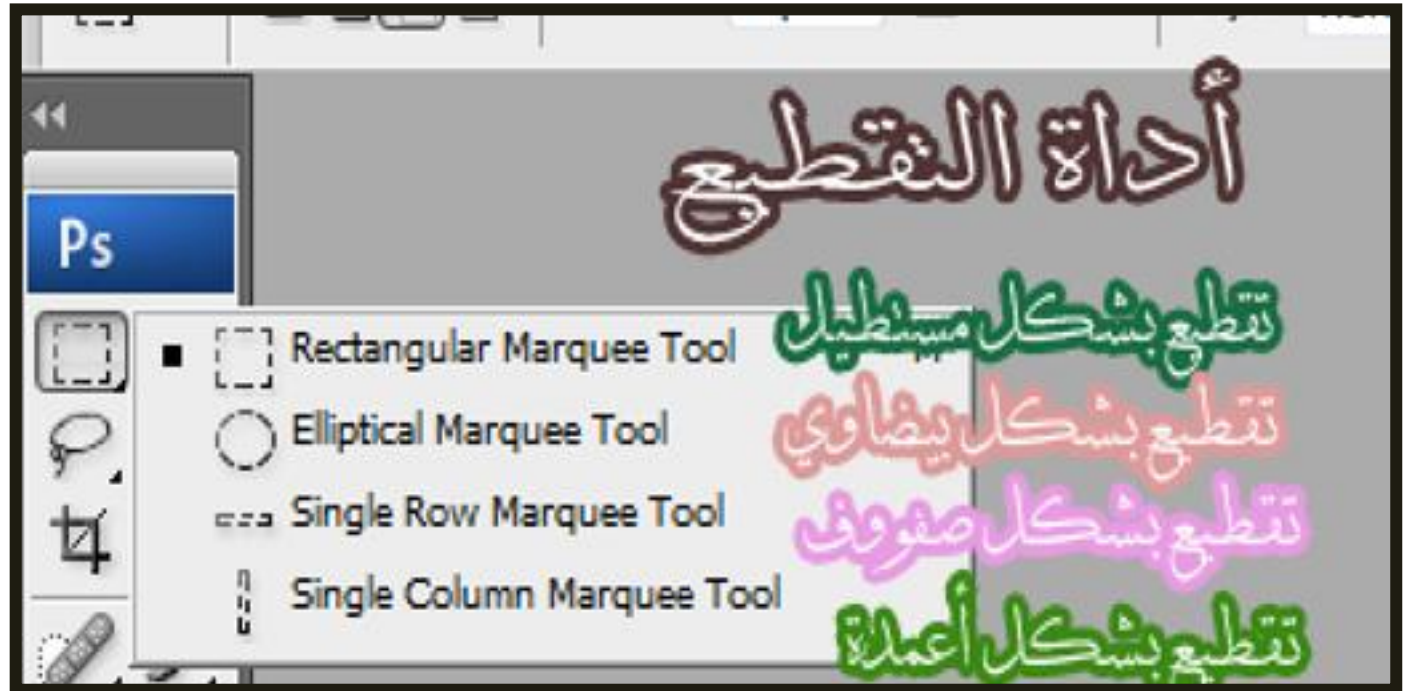 أداة التقطيع
Ps
Rectangular Marquee Tool
تقطيع بشكل مستطيل
Elliptical Marquee Tool
تقطيع بشكل بيضاوي
Single Row Marquee Tool
تقطيع بشكل صفووف
Single Column Marquee Tool
تقطيع بشكل أعمدة